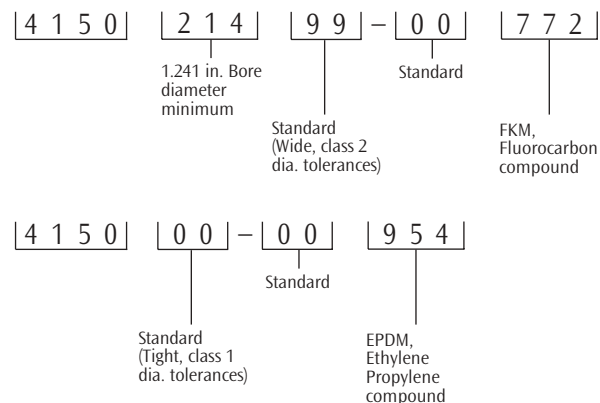 4150 214 99 – 00 772
1.241 in. Bore
diameter
minimum
Standard
Standard
(Wide, class 2
dia. tolerances)
FKM,
Fluorocarbon
compound
4150 00 – 00 954
Standard
Standard
(Tight, class 1
dia. tolerances)
EPDM,
Ethylene
Propylene
compound